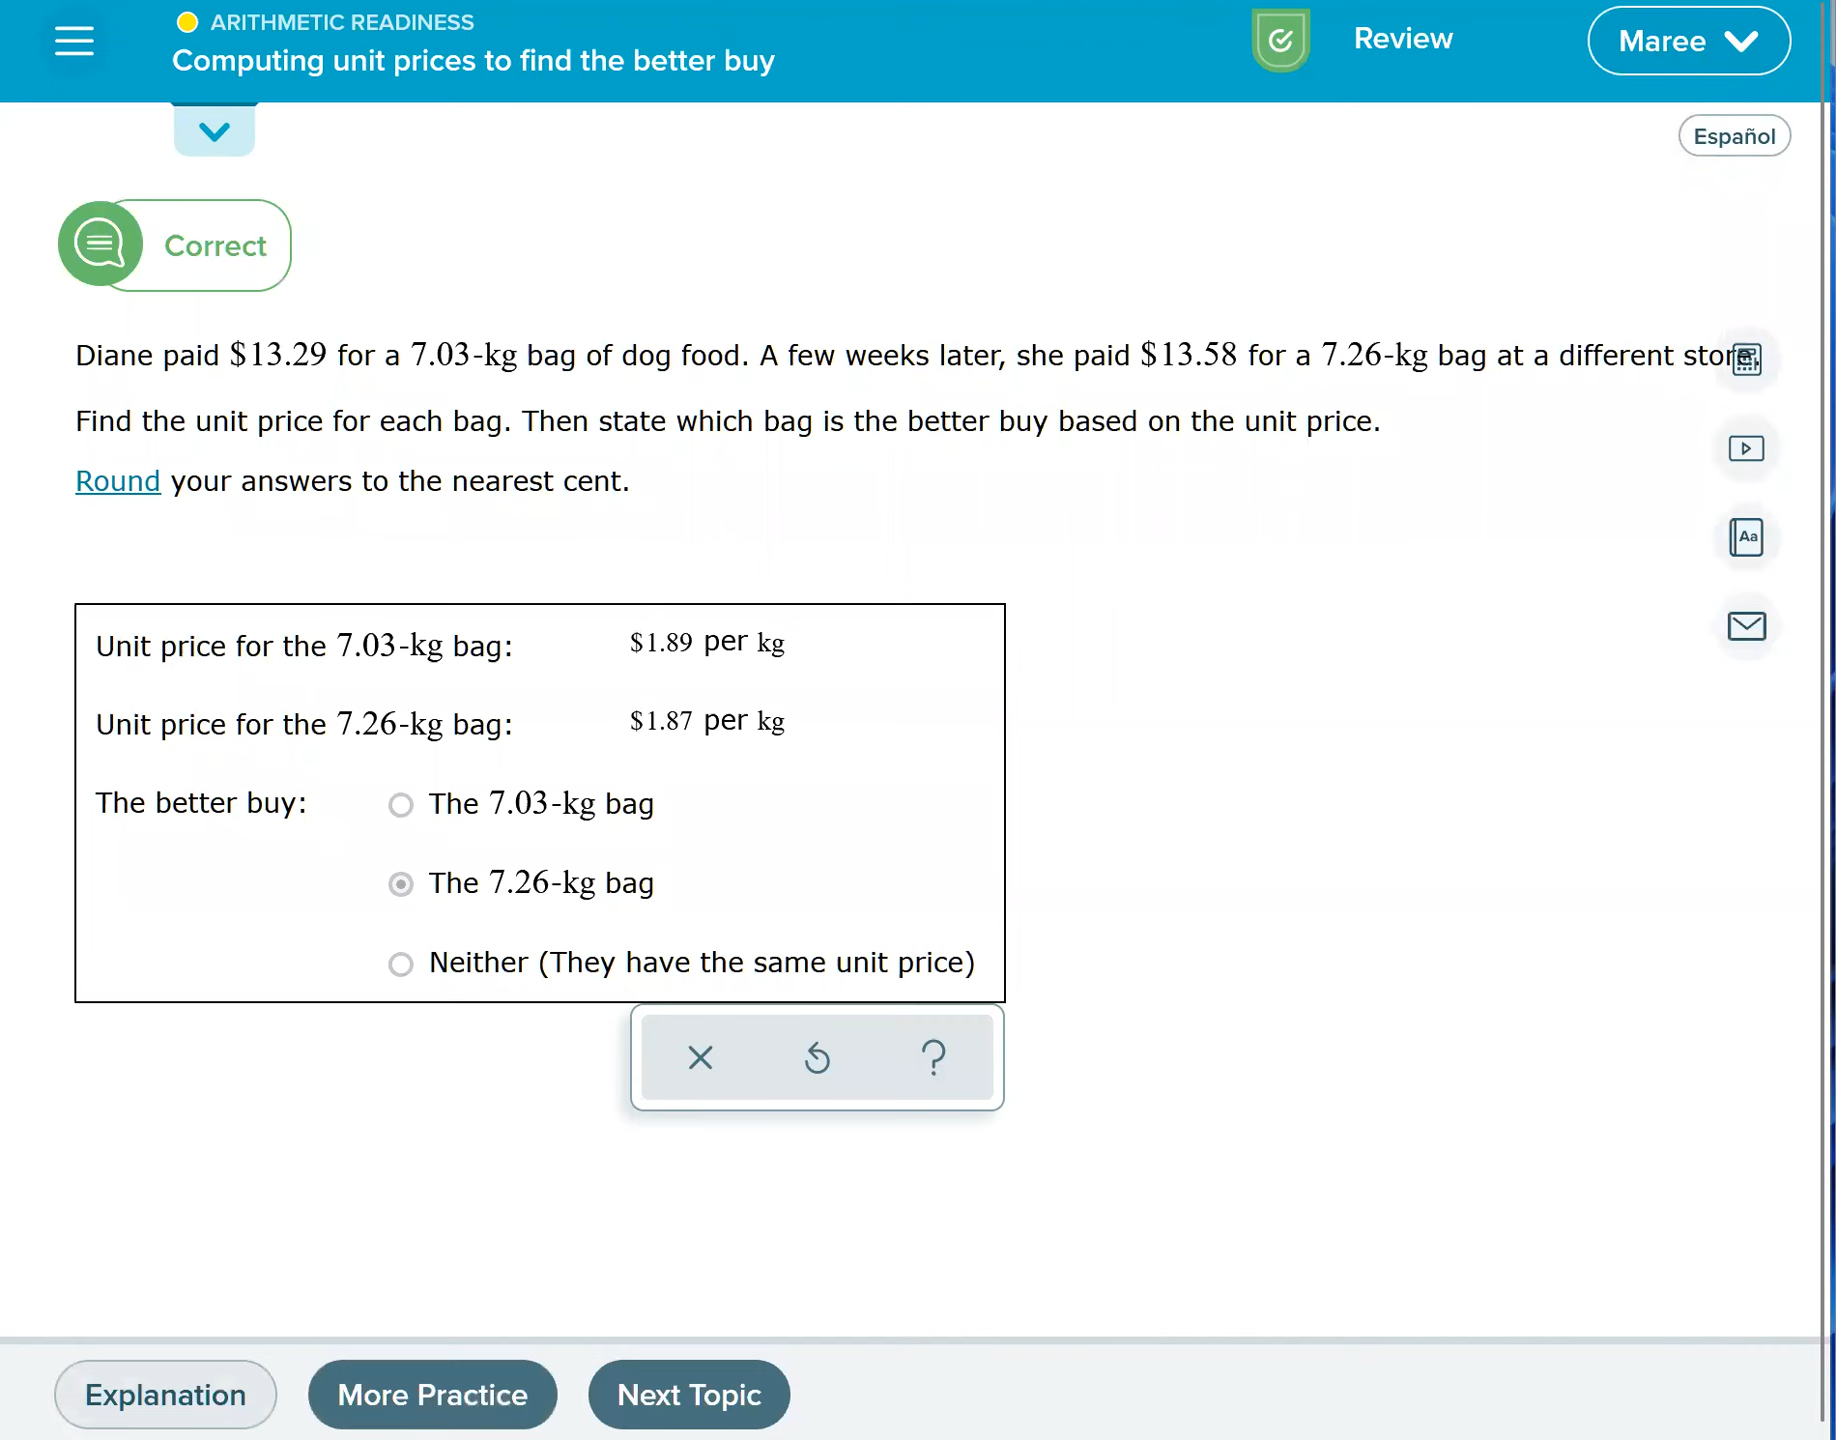 ARITHMETIC READINESS
Computing unit prices to find the better buy
Review
Maree
Español
Correct
Diane paid $13.29 for a 7.03-kg bag of dog food. A few weeks later, she paid $13.58 for a 7.26-kg bag at a different store.
Find the unit price for each bag. Then state which bag is the better buy based on the unit price.
Round your answers to the nearest cent.
Aa
Unit price for the 7.03-kg bag: $1.89 per kg
Unit price for the 7.26-kg bag: $1.87 per kg
The better buy: The 7.03-kg bag
The 7.26-kg bag
Neither (They have the same unit price)
?
Explanation
More Practice
Next Topic